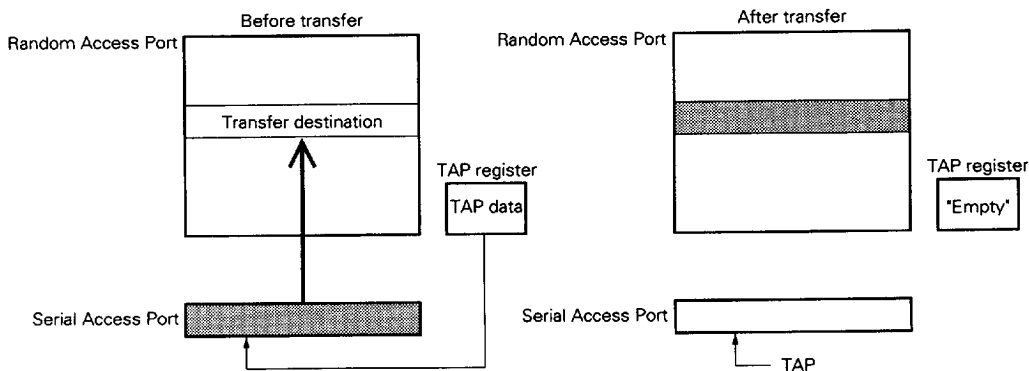 Before transfer
Random Access Port
Transfer destination
TAP register
TAP data
Serial Access Port
After transfer
Random Access Port
TAP register
"Empty"
Serial Access Port
TAP